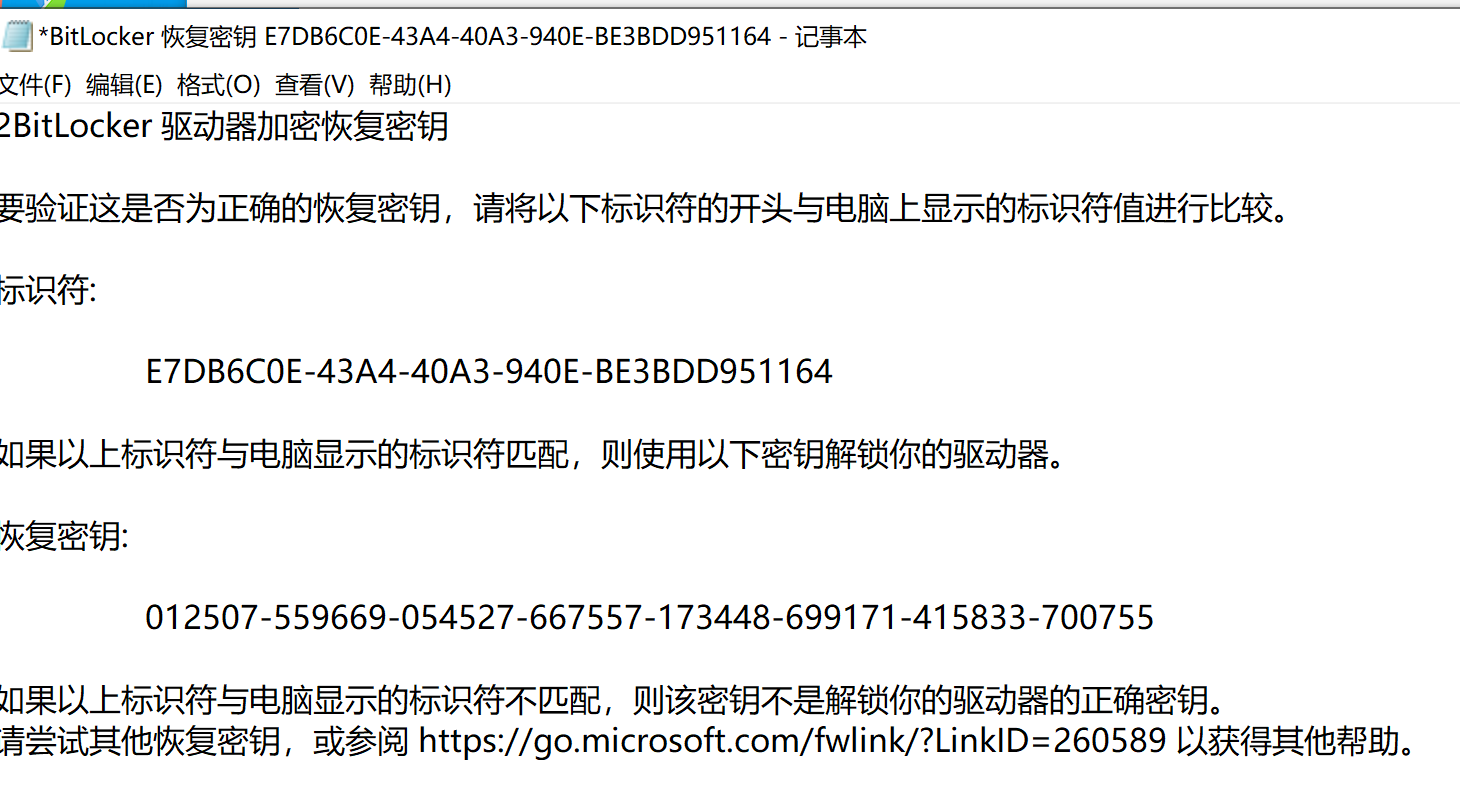 *BitLocker 恢复密钥 E7DB6C0E-43A4-40A3-940E-BE3BDD951164 - 记事本
文件(F) 编辑(E) 格式(O) 查看(V) 帮助(H)
2BitLocker 驱动器加密恢复密钥
要验证这是否为正确的恢复密钥，请将以下标识符的开头与电脑上显示的标识符值进行比较。
标识符:
E7DB6C0E-43A4-40A3-940E-BE3BDD951164
如果以上标识符与电脑显示的标识符匹配，则使用以下密钥解锁你的驱动器。
恢复密钥:
012507-559669-054527-667557-173448-699171-415833-700755
如果以上标识符与电脑显示的标识符不匹配，则该密钥不是解锁你的驱动器的正确密钥。
请尝试其他恢复密钥，或参阅 https://go.microsoft.com/fwlink/?LinkID=260589 以获得其他帮助。